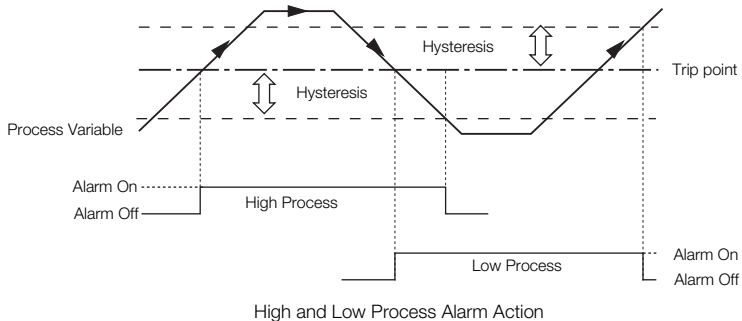 Hysteresis
Trip point
Hysteresis
Process Variable
Alarm On
High Process
Alarm Off
Alarm On
Low Process
Alarm Off
High and Low Process Alarm Action